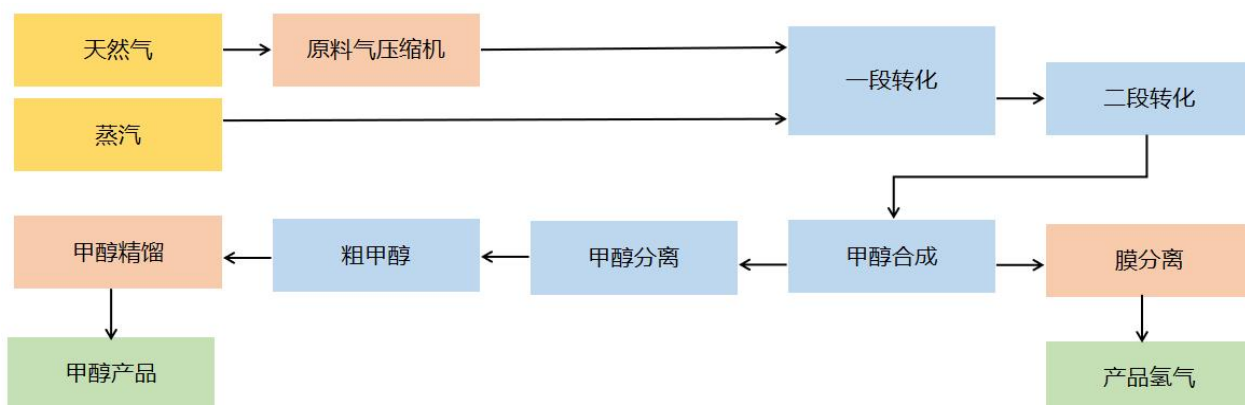 天然气
原料气压缩机
一段转化
二段转化
蒸汽
甲醇精馏
粗甲醇
甲醇分离
甲醇合成
膜分离
甲醇产品
产品氢气